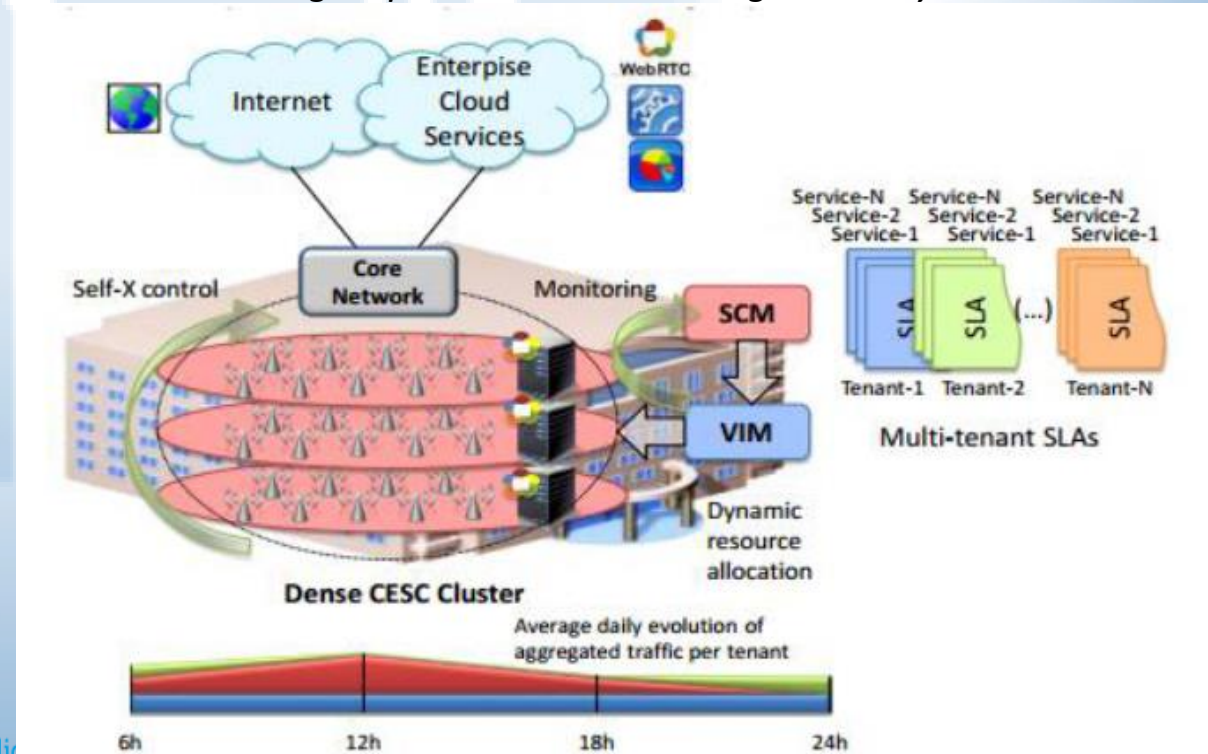 WebRTC
Internet
Enterpise
Cloud
Services
Core
Network
Self-X control
Monitoring
SCM
VIM
Service-N Service-N Service-N
Service-2 Service-2 Service-2
Service-1 Service-1 Service-1
SLA SLA (...) SLA
Tenant-1 Tenant-2 Tenant-N
Multi-tenant SLAs
Dynamic
resource
allocation
Dense CESC Cluster
Average daily evolution of
aggregated traffic per tenant
6h 12h 18h 24h